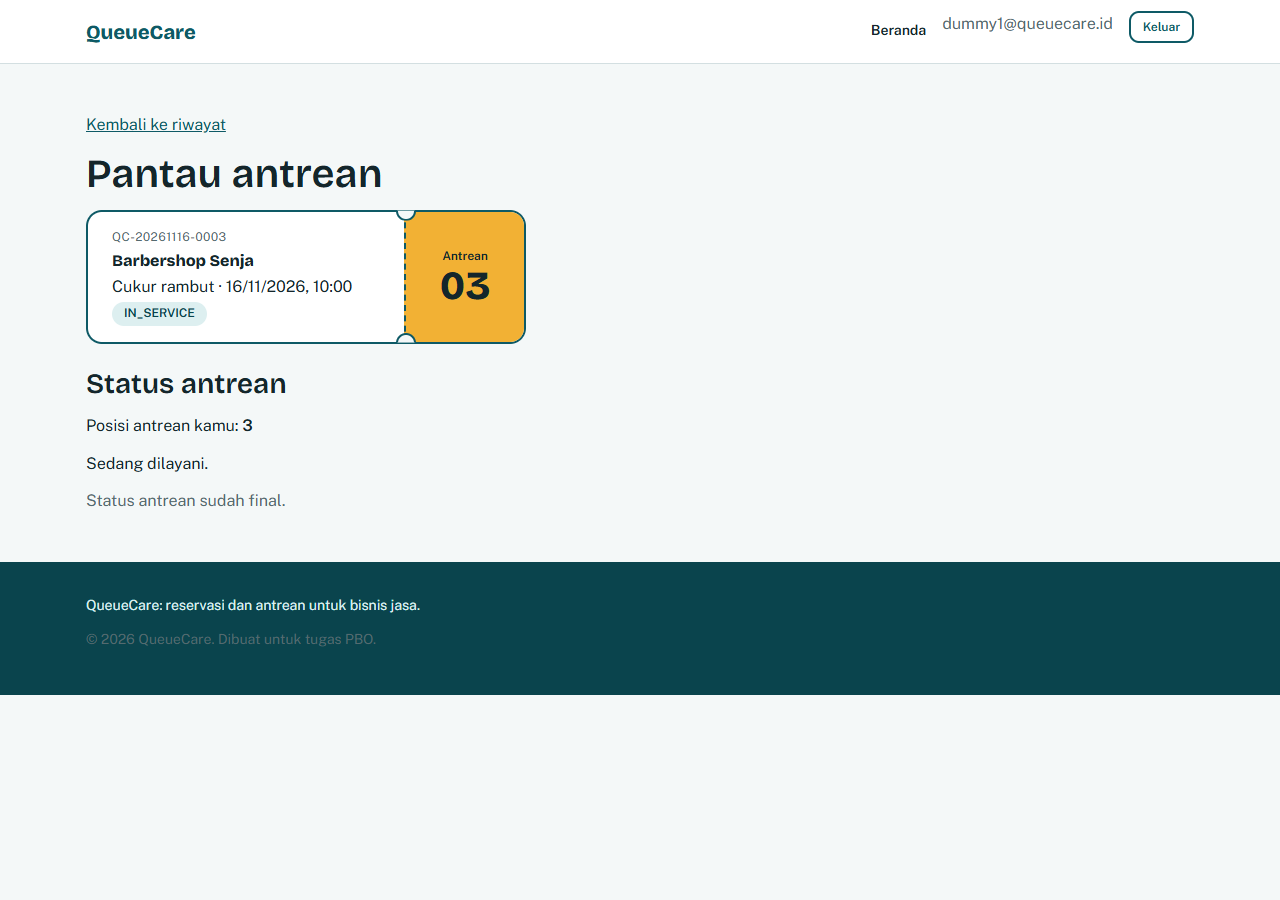 QueueCare
Beranda dummy1@queuecare.id Keluar
Kembali ke riwayat
Pantau antrean
QC-20261116-0003
Barbershop Senja
Cukur rambut · 16/11/2026, 10:00
IN_SERVICE
Antrean
03
Status antrean
Posisi antrean kamu: 3
Sedang dilayani.
Status antrean sudah final.
QueueCare: reservasi dan antrean untuk bisnis jasa.
© 2026 QueueCare. Dibuat untuk tugas PBO.